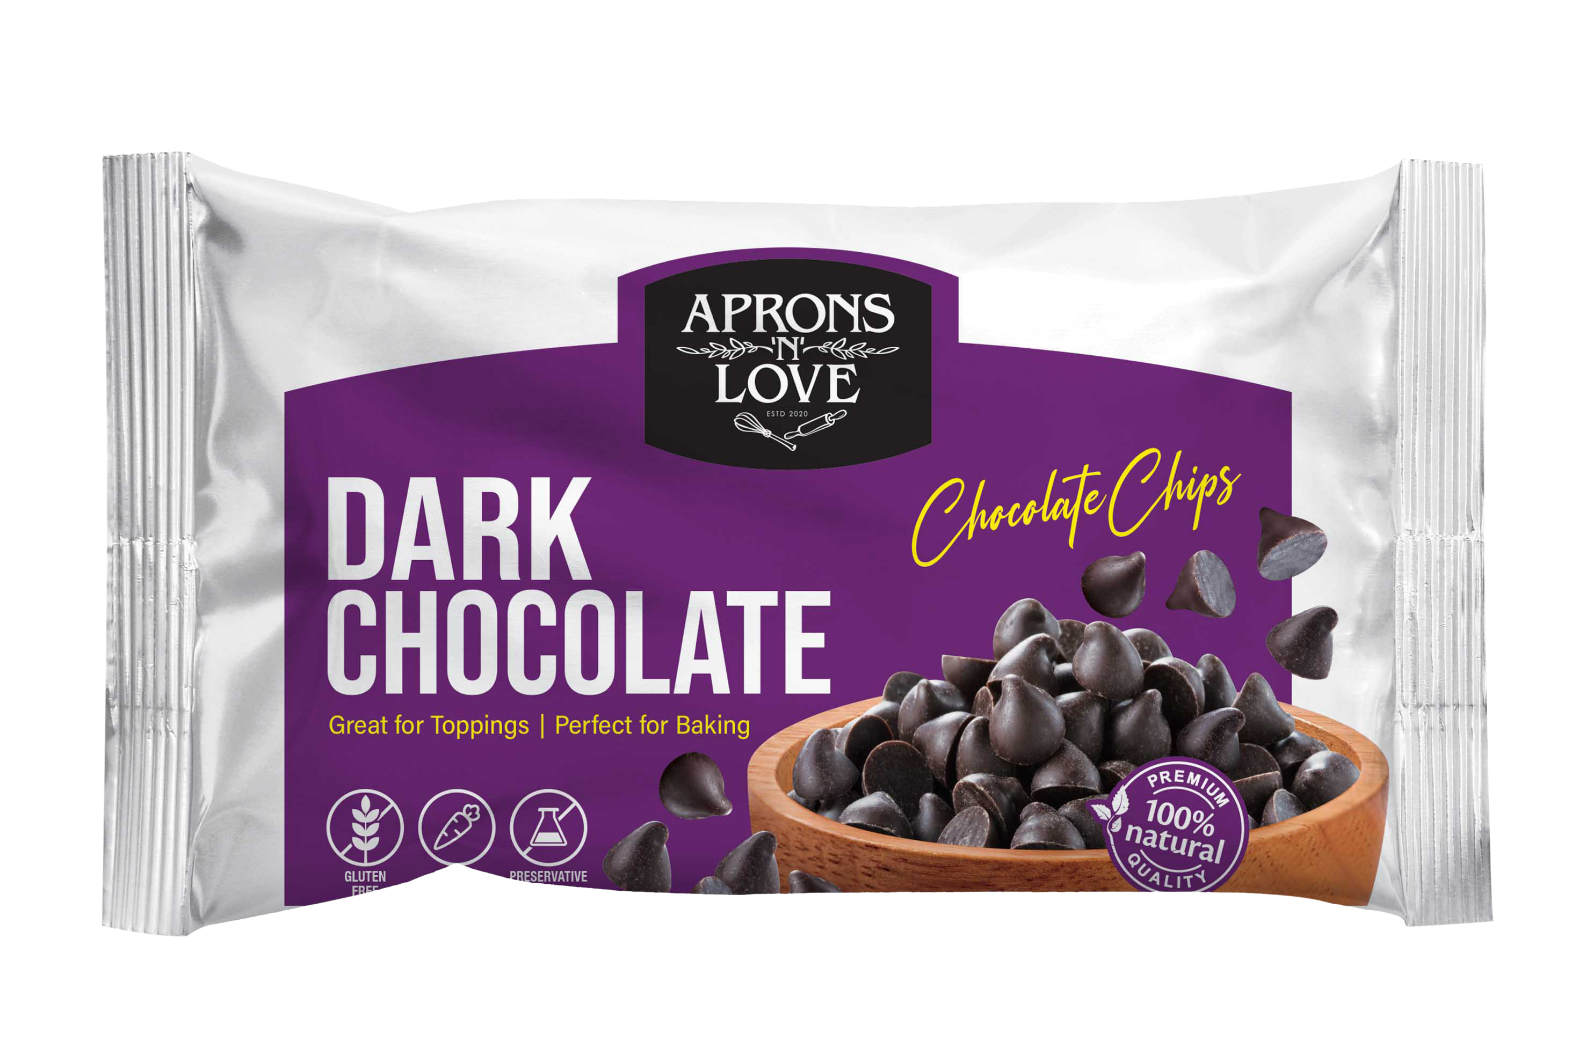 APRONS
'N'
LOVE
ESTD 2020
Chocolate Chips
DARK
CHOCOLATE
Great for Toppings | Perfect for Baking
GLUTEN
FREE
PRESERVATIVE
PREMIUM
100%
natural
QUALITY